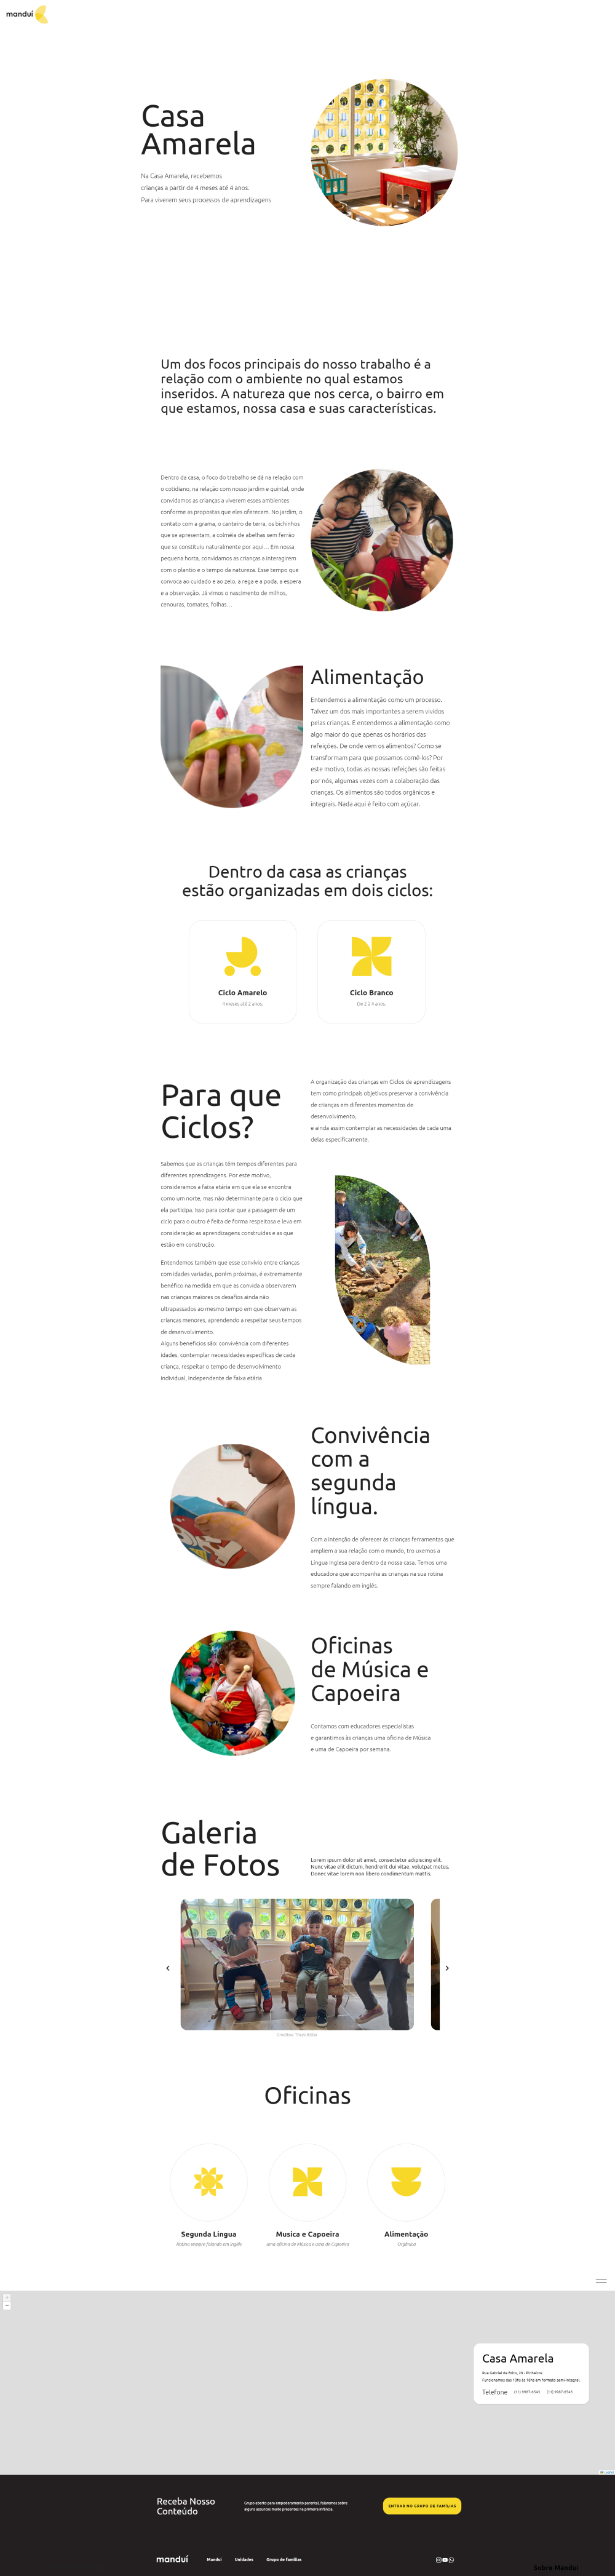 manduí
Casa
Amarela
Na Casa Amarela, recebemos
crianças a partir de 4 meses até 4 anos.
Para viverem seus processos de aprendizagens
Um dos focos principais do nosso trabalho é a
relação com o ambiente no qual estamos
inseridos. A natureza que nos cerca, o bairro em
que estamos, nossa casa e suas características.
Dentro da casa, o foco do trabalho se dá na relação com
o cotidiano, na relação com nosso jardim e quintal, onde
convidamos as crianças a viverem esses ambientes
conforme as propostas que eles oferecem. No jardim, o
contato com a grama, o canteiro de terra, os bichinhos
que se apresentam, a colméia de abelhas sem ferrão
que se constituiu naturalmente por aqui... Em nossa
pequena horta, convidamos as crianças a interagirem
com o plantio e o tempo da natureza. Esse tempo que
convoca ao cuidado e ao zelo, a rega e a poda, a espera
e a observação. Já vimos o nascimento de milhos,
cenouras, tomates, folhas...
Alimentação
Entendemos a alimentação como um processo.
Talvez um dos mais importantes a serem vividos
pelas crianças. E entendemos a alimentação como
algo maior do que apenas os horários das
refeições. De onde vem os alimentos? Como se
transformam para que possamos comê-los? Por
este motivo, todas as nossas refeições são feitas
por nós, algumas vezes com a colaboração das
crianças. Os alimentos são todos orgânicos e
integrais. Nada aqui é feito com açúcar.
Dentro da casa as crianças
estão organizadas em dois ciclos:
Ciclo Amarelo
4 meses até 2 anos.
Ciclo Branco
De 2 à 4 anos.
Para que
Ciclos?
A organização das crianças em Ciclos de aprendizagens
tem como principais objetivos preservar a convivência
de crianças em diferentes momentos de
desenvolvimento,
e ainda assim contemplar as necessidades de cada uma
delas especificamente.
Sabemos que as crianças têm tempos diferentes para
diferentes aprendizagens. Por este motivo,
consideramos a faixa etária em que ela se encontra
como um norte, mas não determinante para o ciclo que
ela participa. Isso para contar que a passagem de um
ciclo para o outro é feita de forma respeitosa e leva em
consideração as aprendizagens construídas e as que
estão em construção.
Entendemos também que esse convívio entre crianças
com idades variadas, porém próximas, é extremamente
benéfico na medida em que as convida a observarem
nas crianças maiores os desafios ainda não
ultrapassados ao mesmo tempo em que observam as
crianças menores, aprendendo a respeitar seus tempos
de desenvolvimento.
Alguns benefícios são: convivência com diferentes
idades, contemplar necessidades específicas de cada
criança, respeitar o tempo de desenvolvimento
individual, independente de faixa etária
Convivência
com a
segunda
língua.
Com a intenção de oferecer às crianças ferramentas que
ampliem a sua relação com o mundo, tro uxemos a
Língua Inglesa para dentro da nossa casa. Temos uma
educadora que acompanha as crianças na sua rotina
sempre falando em inglês.
Oficinas
de Música e
Capoeira
Contamos com educadores especialistas
e garantimos às crianças uma oficina de Música
e uma de Capoeira por semana.
Galeria
de Fotos
Lorem ipsum dolor sit amet, consectetur adipiscing elit.
Nunc vitae elit dictum, hendrerit dui vitae, volutpat metus.
Donec vitae lorem non libero condimentum mattis.
Oficinas
Segunda Língua
Rotina sempre falando em inglês
Musica e Capoeira
uma oficina de Música e uma de Capoeira
Alimentação
Orgânica
+
−
Casa Amarela
Telefone
Leaflet
Receba Nosso
Conteúdo
Grupo aberto para empoderamento parental, falaremos sobre
alguns assuntos muito presentes na primeira infância.
ENTRAR NO GRUPO DE FAMÍLIAS
manduí
Manduí
Unidades
Grupo de famílias
Sobre Manduí